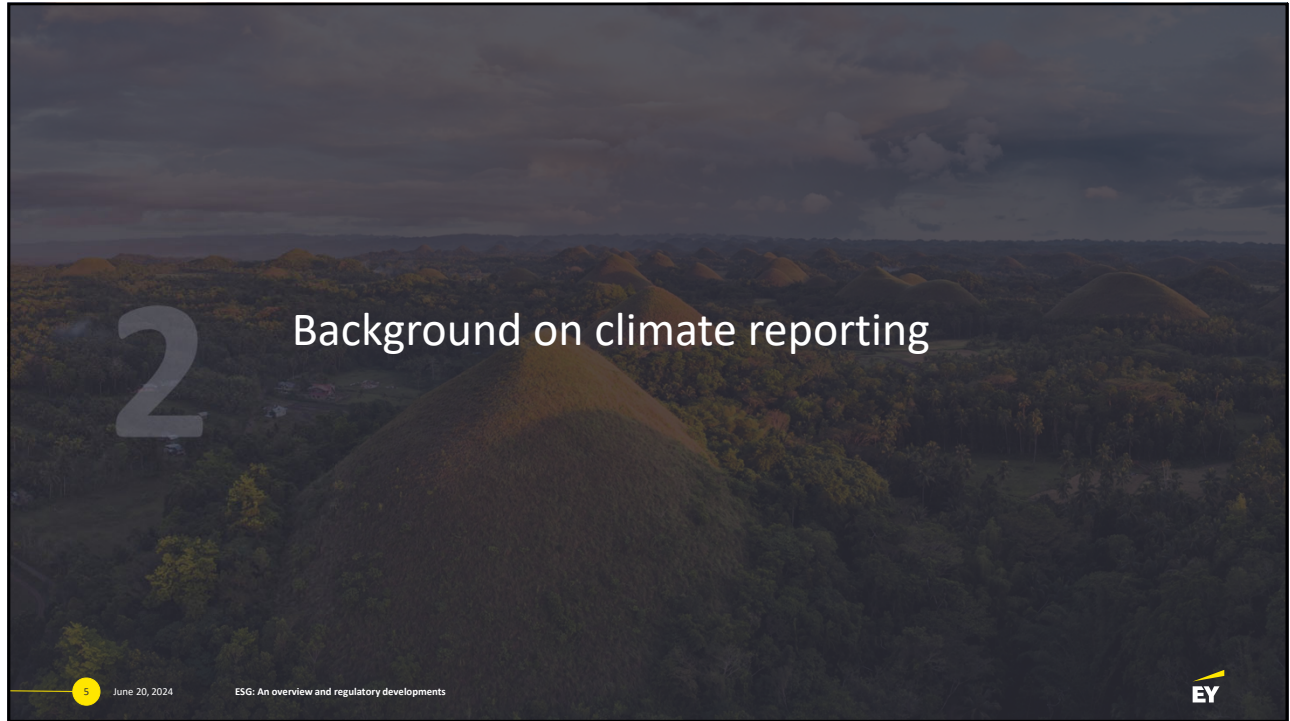 2
Background on climate reporting
5 June 20, 2024 ESG: An overview and regulatory developments
EY